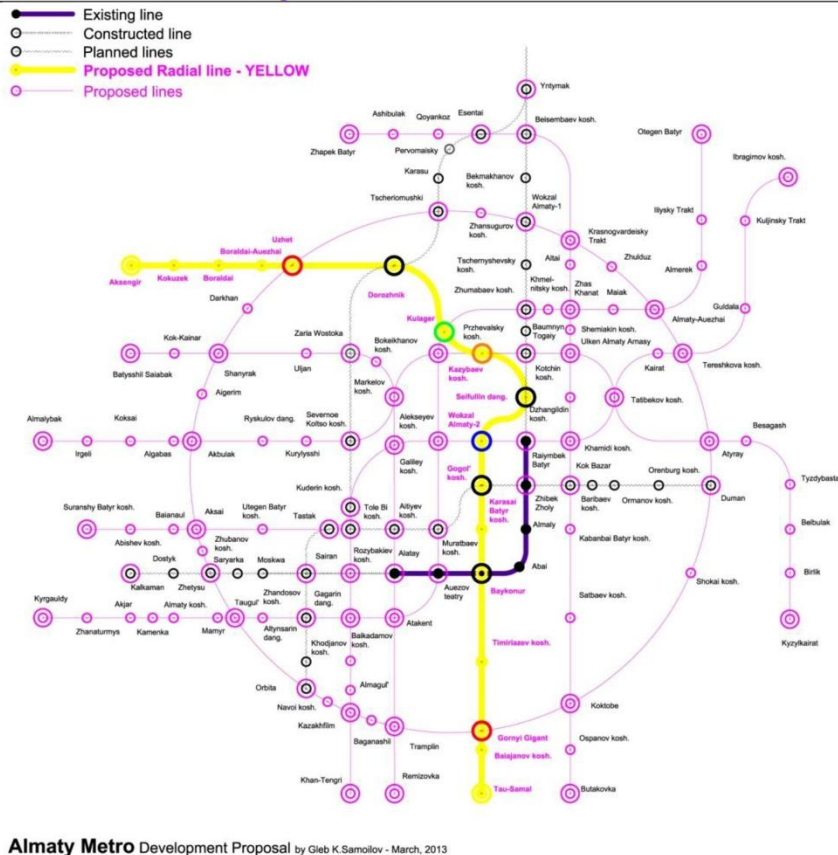 Existing line
Constructed line
Planned lines
Proposed Radial line - YELLOW
Proposed lines
Yntymak
Ashibulak
Qoyankoz
Esentai
Beisembaev kosh.
Otegen Batyr
Zhapek Batyr
Pervomaisky
Ibragimov kosh.
Karasu
Bekmakhanov
kosh.
Tscheriomushki
Wokzal
Almaty-1
Illysky Trakt
Kuljinsky Trakt
Zhansugurov
kosh.
Krasnogvardeisky
Trakt
Uzhet
Boraldai-Auezhai
Tschernyshevsky
kosh.
Altai
Zhulduz
Aksengir
Kokuzek
Boraldai
Dorozhnik
Khmel-
nitsky kosh.
Almerek
Zhumabaev kosh.
Zhas
Khanat
Maiak
Darkhan
Guldala
Almaty-Auezhai
Kulager
Przhevalsky
kosh.
Baumnyn
Togaiy
Shemiakin kosh.
Zaria Wostoka
Bokeikhanov
kosh.
Ulken Almaty Arnasy
Kok-Kainar
Uljan
Kairat
Tereshkova kosh.
Batysshil Saiabak
Shanyrak
Markelov
kosh.
Kazybaev
kosh.
Kotchin
kosh.
Aigerim
Seifullin dang.
Dzhangildin
kosh.
Tatibekov kosh.
Almalybak
Koksai
Ryskulov dang.
Severnoe
Koltso kosh.
Alekseyev
kosh.
Wokzal
Almaty-2
Besagash
Irgeli
Algabas
Akbulak
Kurylysshi
Galiley
kosh.
Raiymbek
Batyr
Khamidi kosh.
Atyray
Gogol'
kosh.
Kok Bazar
Orenburg kosh.
Kuderin kosh.
Tyzdybasta
Suranshy Batyr kosh.
Utegen Batyr
kosh.
Tole Bi
kosh.
Aitiyev
kosh.
Karasai
Batyr
kosh.
Zhibek
Zholy
Baribaev
kosh.
Ormanov kosh.
Duman
Baianaul
Aksai
Tastak
Almaly
Belbulak
Abishev kosh.
Zhubanov
kosh.
Muratbaev
kosh.
Kabanbai Batyr kosh.
Dostyk
Saryarka
Moskwa
Sairan
Rozybakiev
kosh.
Alatay
Abai
Kalkaman
Zhetysu
Zhandosov
kosh.
Gagarin
dang.
Auezov
teatry
Baykonur
Shokai kosh.
Birlik
Kyrgauldy
Akjar
Almaty kosh.
Taugul'
Satbaev kosh.
Zhanaturmys
Kamenka
Mamyr
Altynsarin
dang.
Khodjanov
kosh.
Balkadamov
kosh.
Atakent
Kyzylkairat
Timiriazev kosh.
Orbita
Almagul'
Navoi kosh.
Koktobe
Kazakhfilm
Baganashil
Tramplin
Gornyi Gigant
Baiajanov kosh.
Ospanov kosh.
Khan-Tengri
Remizovka
Tau-Samal
Butakovka
Almaty Metro Development Proposal by Gleb K.Samoilov - March, 2013